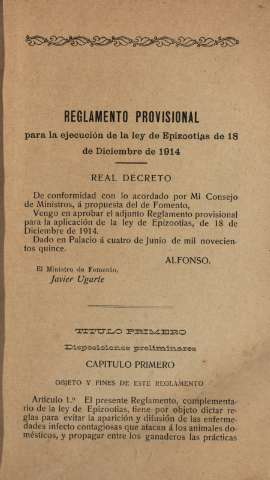 REGLAMENTO PROVISIONAL
para la ejecución de la ley de Epizootias de 18
de Diciembre de 1914
REAL DECRETO
De conformidad con lo acordado por Mi Consejo
de Ministros, á propuesta del de Fomento,
Vengo en aprobar el adjunto Reglamento provisional
para la aplicación de la ley de Epizootias, de 18 de
Diciembre de 1914.
Dado en Palacio á cuatro de Junio de mil novecien-
tos quince.
ALFONSO.
El Ministro de Fomento,
Javier Ugarte
TITULO PRIMERO
Disposiciones preliminares
CAPITULO PRIMERO
OBJETO Y FINES DE ESTE REGLAMENTO
Artículo 1.º El presente Reglamento, complementa-
rio de la ley de Epizootias, tiene por objeto dictar re-
glas para evitar la aparición y difusión de las enferme-
dades infecto contagiosas que atacan á los animales do-
mésticos, y propagar entre los ganaderos las prácticas